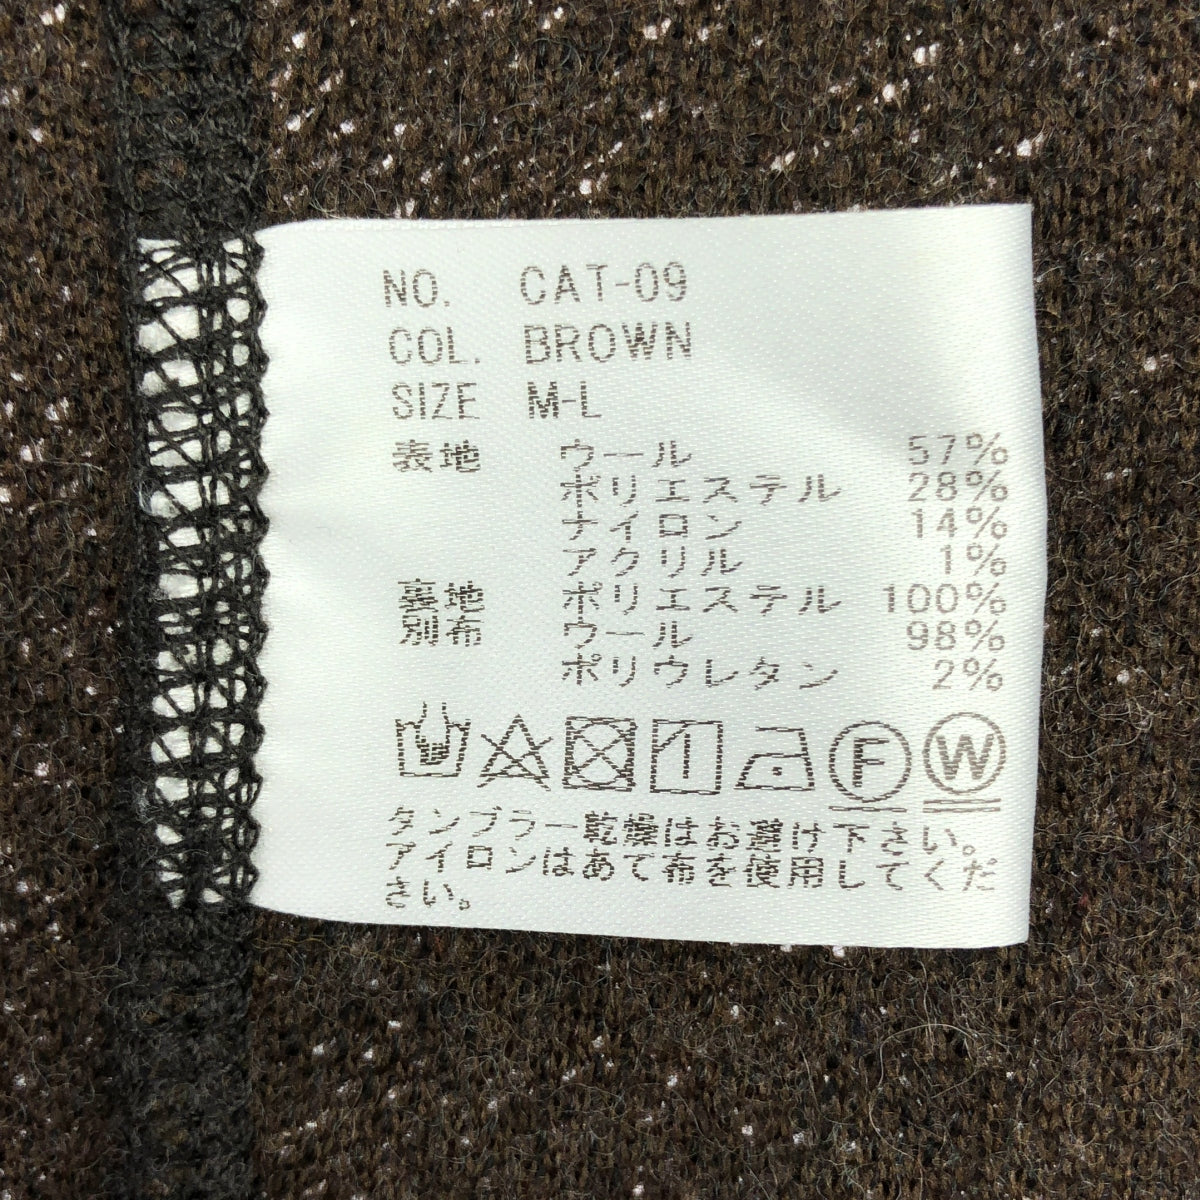 NO. CAT-09
COL. BROWN
SIZE M-L
表地 ウール 57%
ポリエステル 28%
ナイロン 14%
アクリル 1%
裏地 ポリエステル 100%
別布 ウール 98%
ポリウレタン 2%
F W
タンブラー乾燥はお避け下さい。
アイロンはあて布を使用してくだ
さい。